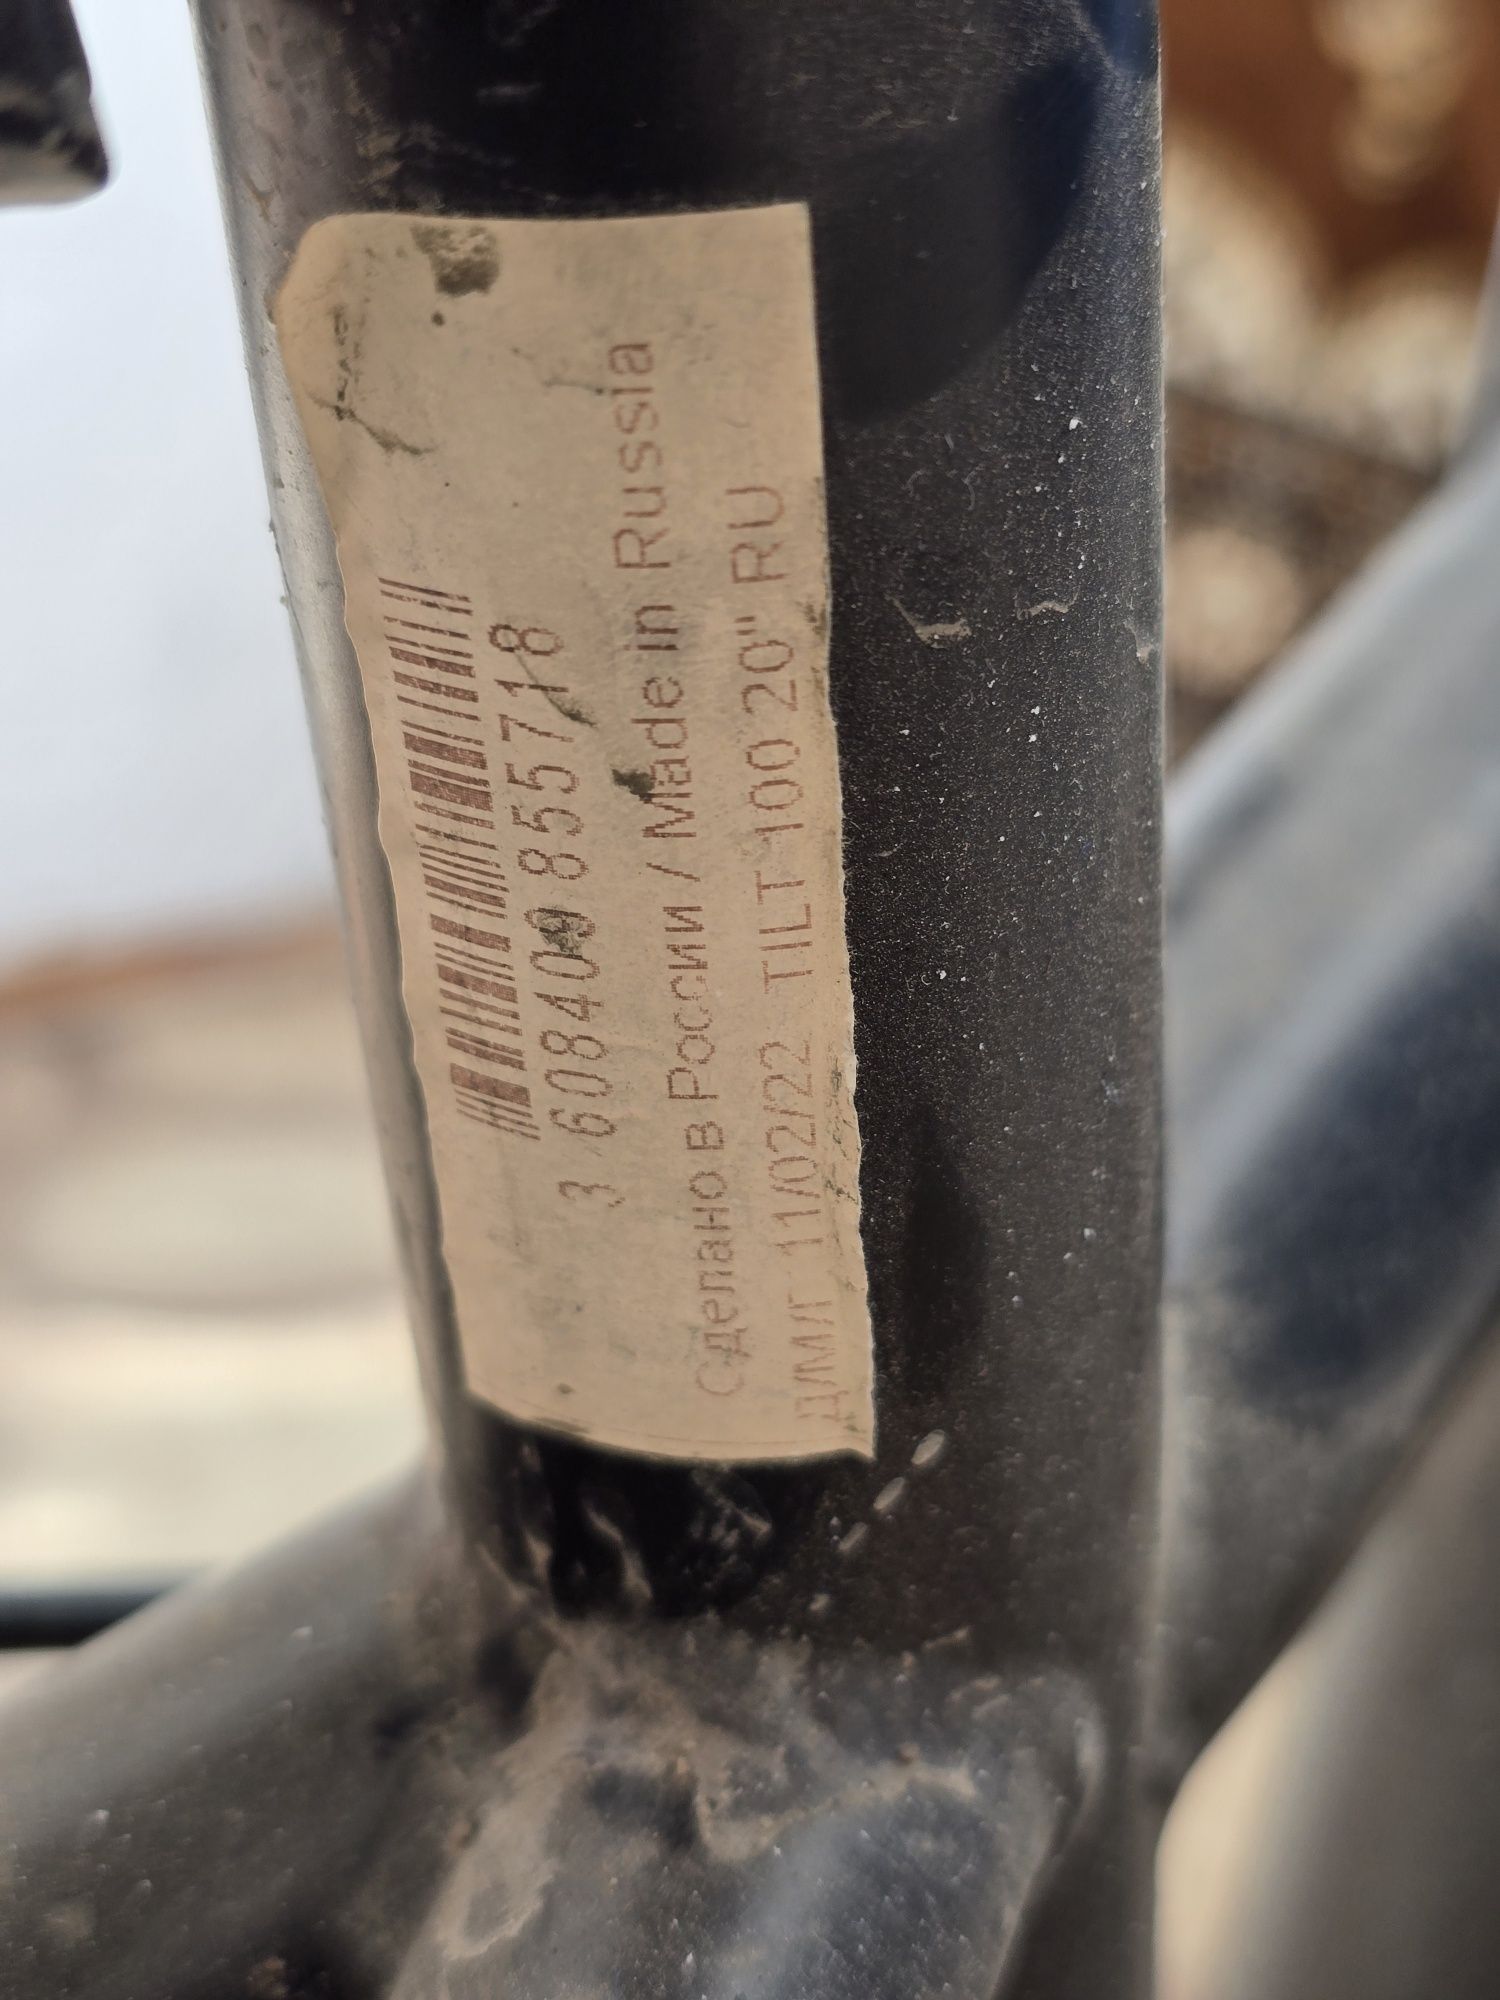 3 608409 855718
Сделано в России / Made in Russia
Д/М/Г 11/02/22 TILT 100 20" RU